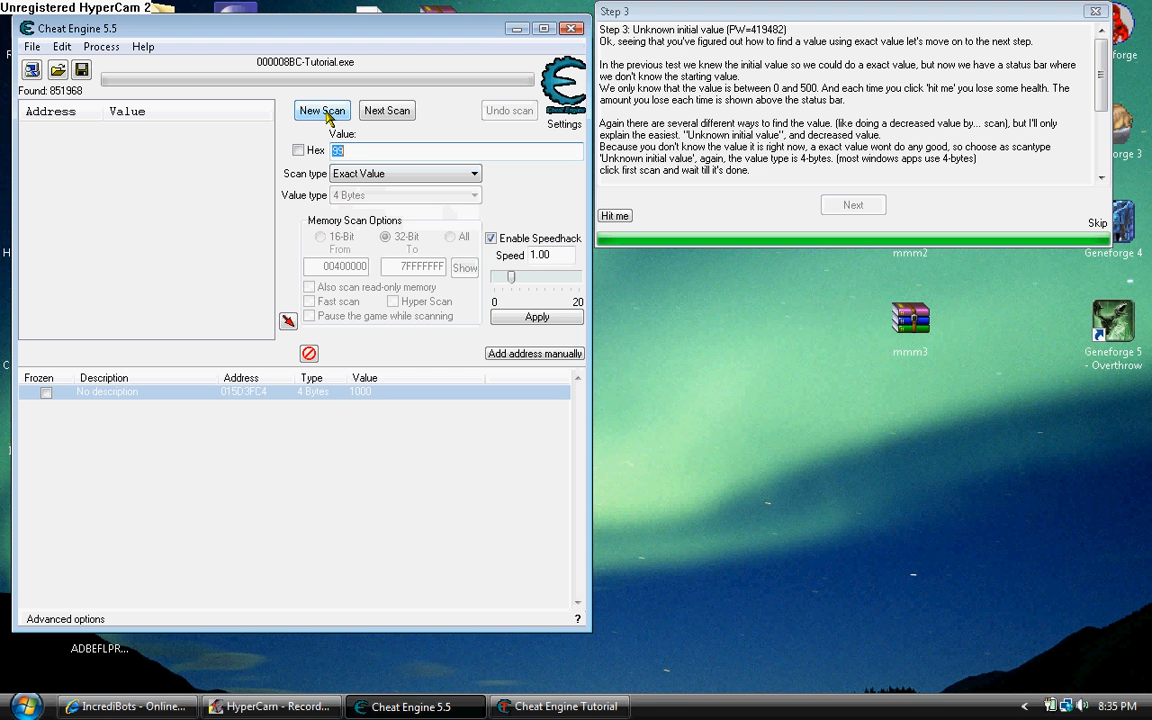 Unregistered HyperCam 2
Cheat Engine 5.5
File Edit Process Help
000008BC-Tutorial.exe
Found: 851968
Address Value
New Scan Next Scan Undo scan
Cheat Engine
Settings
Value:
Hex 99
Scan type Exact Value
Value type 4 Bytes
Memory Scan Options
16-Bit 32-Bit All
From To
00400000 7FFFFFFF Show
Also scan read-only memory
Fast scan Hyper Scan
Pause the game while scanning
Enable Speedhack
Speed 1.00
0 20
Apply
Add address manually
Frozen Description Address Type Value
No description 015D3FC4 4 Bytes 1000
Advanced options ?
Step 3
Step 3: Unknown initial value (PW=419482)
Ok, seeing that you've figured out how to find a value using exact value let's move on to the next step.
In the previous test we knew the initial value so we could do a exact value, but now we have a status bar where
we don't know the starting value.
We only know that the value is between 0 and 500. And each time you click 'hit me' you lose some health. The
amount you lose each time is shown above the status bar.
Again there are several different ways to find the value. (like doing a decreased value by... scan), but I'll only
explain the easiest. "Unknown initial value", and decreased value.
Because you don't know the value it is right now, a exact value wont do any good, so choose as scantype
'Unknown initial value', again, the value type is 4-bytes. (most windows apps use 4-bytes)
click first scan and wait till it's done.
Next
Hit me
Skip
mmm2
mmm3
Geneforge 4
Geneforge 5
- Overthrow
ADBEFLPR...
IncrediBots - Online... HyperCam - Record... Cheat Engine 5.5 Cheat Engine Tutorial < 8:35 PM